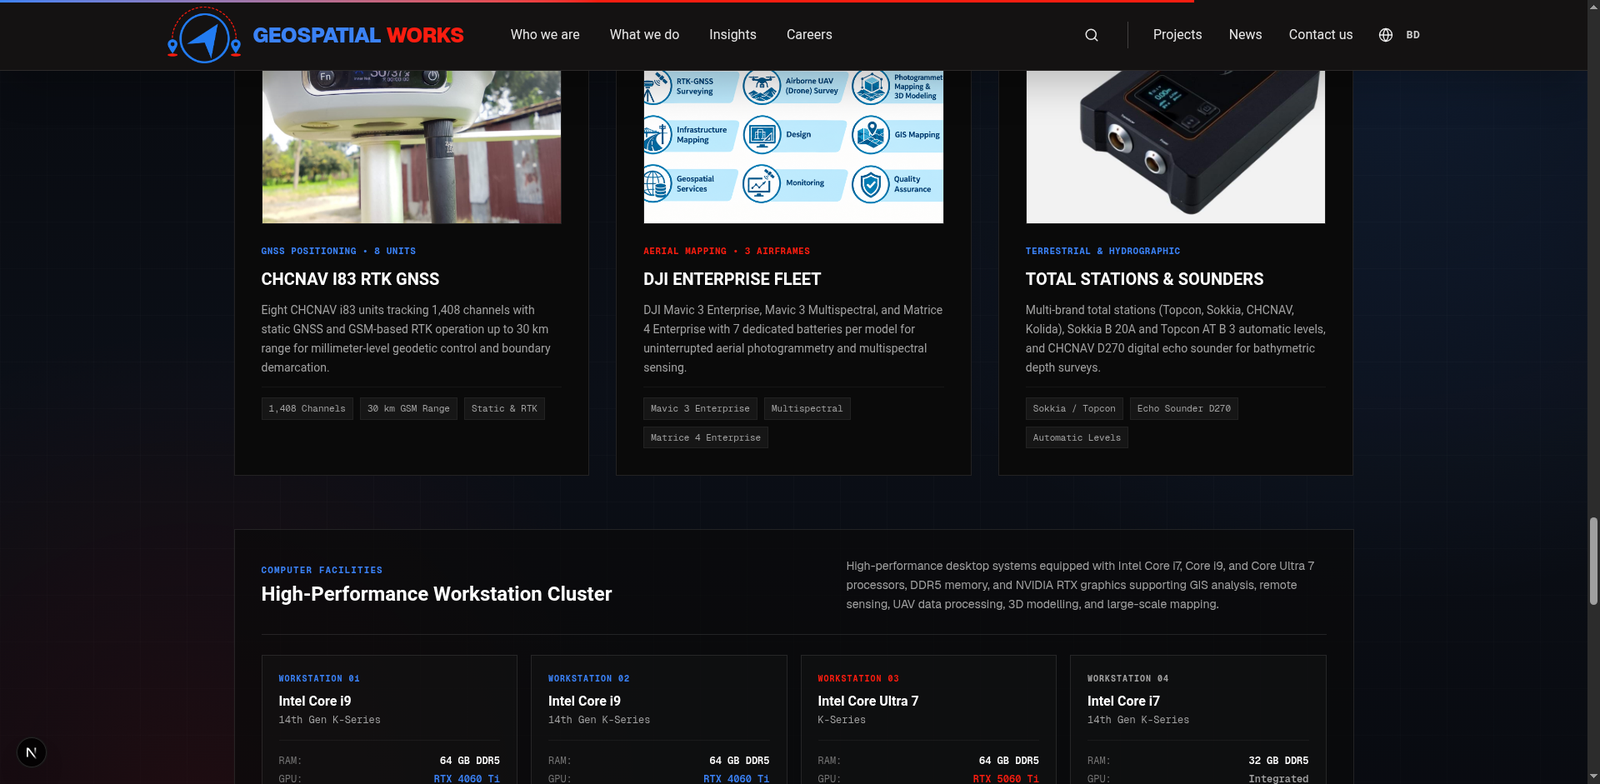 GEOSPATIAL WORKS
Who we are
What we do
Insights
Careers
Projects
News
Contact us
BD
Fn
RTK-GNSS
Surveying
Airborne UAV
(Drone) Survey
Photogrammet
Mapping &
3D Modeling
Infrastructure
Mapping
Design
GIS Mapping
Geospatial
Services
Monitoring
Quality
Assurance
GNSS POSITIONING • 8 UNITS
CHCNAV I83 RTK GNSS
Eight CHCNAV i83 units tracking 1,408 channels with
static GNSS and GSM-based RTK operation up to 30 km
range for millimeter-level geodetic control and boundary
demarcation.
1,408 Channels
30 km GSM Range
Static & RTK
AERIAL MAPPING • 3 AIRFRAMES
DJI ENTERPRISE FLEET
DJI Mavic 3 Enterprise, Mavic 3 Multispectral, and Matrice
4 Enterprise with 7 dedicated batteries per model for
uninterrupted aerial photogrammetry and multispectral
sensing.
Mavic 3 Enterprise
Multispectral
Matrice 4 Enterprise
TERRESTRIAL & HYDROGRAPHIC
TOTAL STATIONS & SOUNDERS
Multi-brand total stations (Topcon, Sokkia, CHCNAV,
Kolida), Sokkia B 20A and Topcon AT B 3 automatic levels,
and CHCNAV D270 digital echo sounder for bathymetric
depth surveys.
Sokkia / Topcon
Echo Sounder D270
Automatic Levels
COMPUTER FACILITIES
High-Performance Workstation Cluster
High-performance desktop systems equipped with Intel Core i7, Core i9, and Core Ultra 7
processors, DDR5 memory, and NVIDIA RTX graphics supporting GIS analysis, remote
sensing, UAV data processing, 3D modelling, and large-scale mapping.
WORKSTATION 01
Intel Core i9
14th Gen K-Series
RAM: 64 GB DDR5
GPU: RTX 4060 Ti
WORKSTATION 02
Intel Core i9
14th Gen K-Series
RAM: 64 GB DDR5
GPU: RTX 4060 Ti
WORKSTATION 03
Intel Core Ultra 7
K-Series
RAM: 64 GB DDR5
GPU: RTX 5060 Ti
WORKSTATION 04
Intel Core i7
14th Gen K-Series
RAM: 32 GB DDR5
GPU: Integrated
N